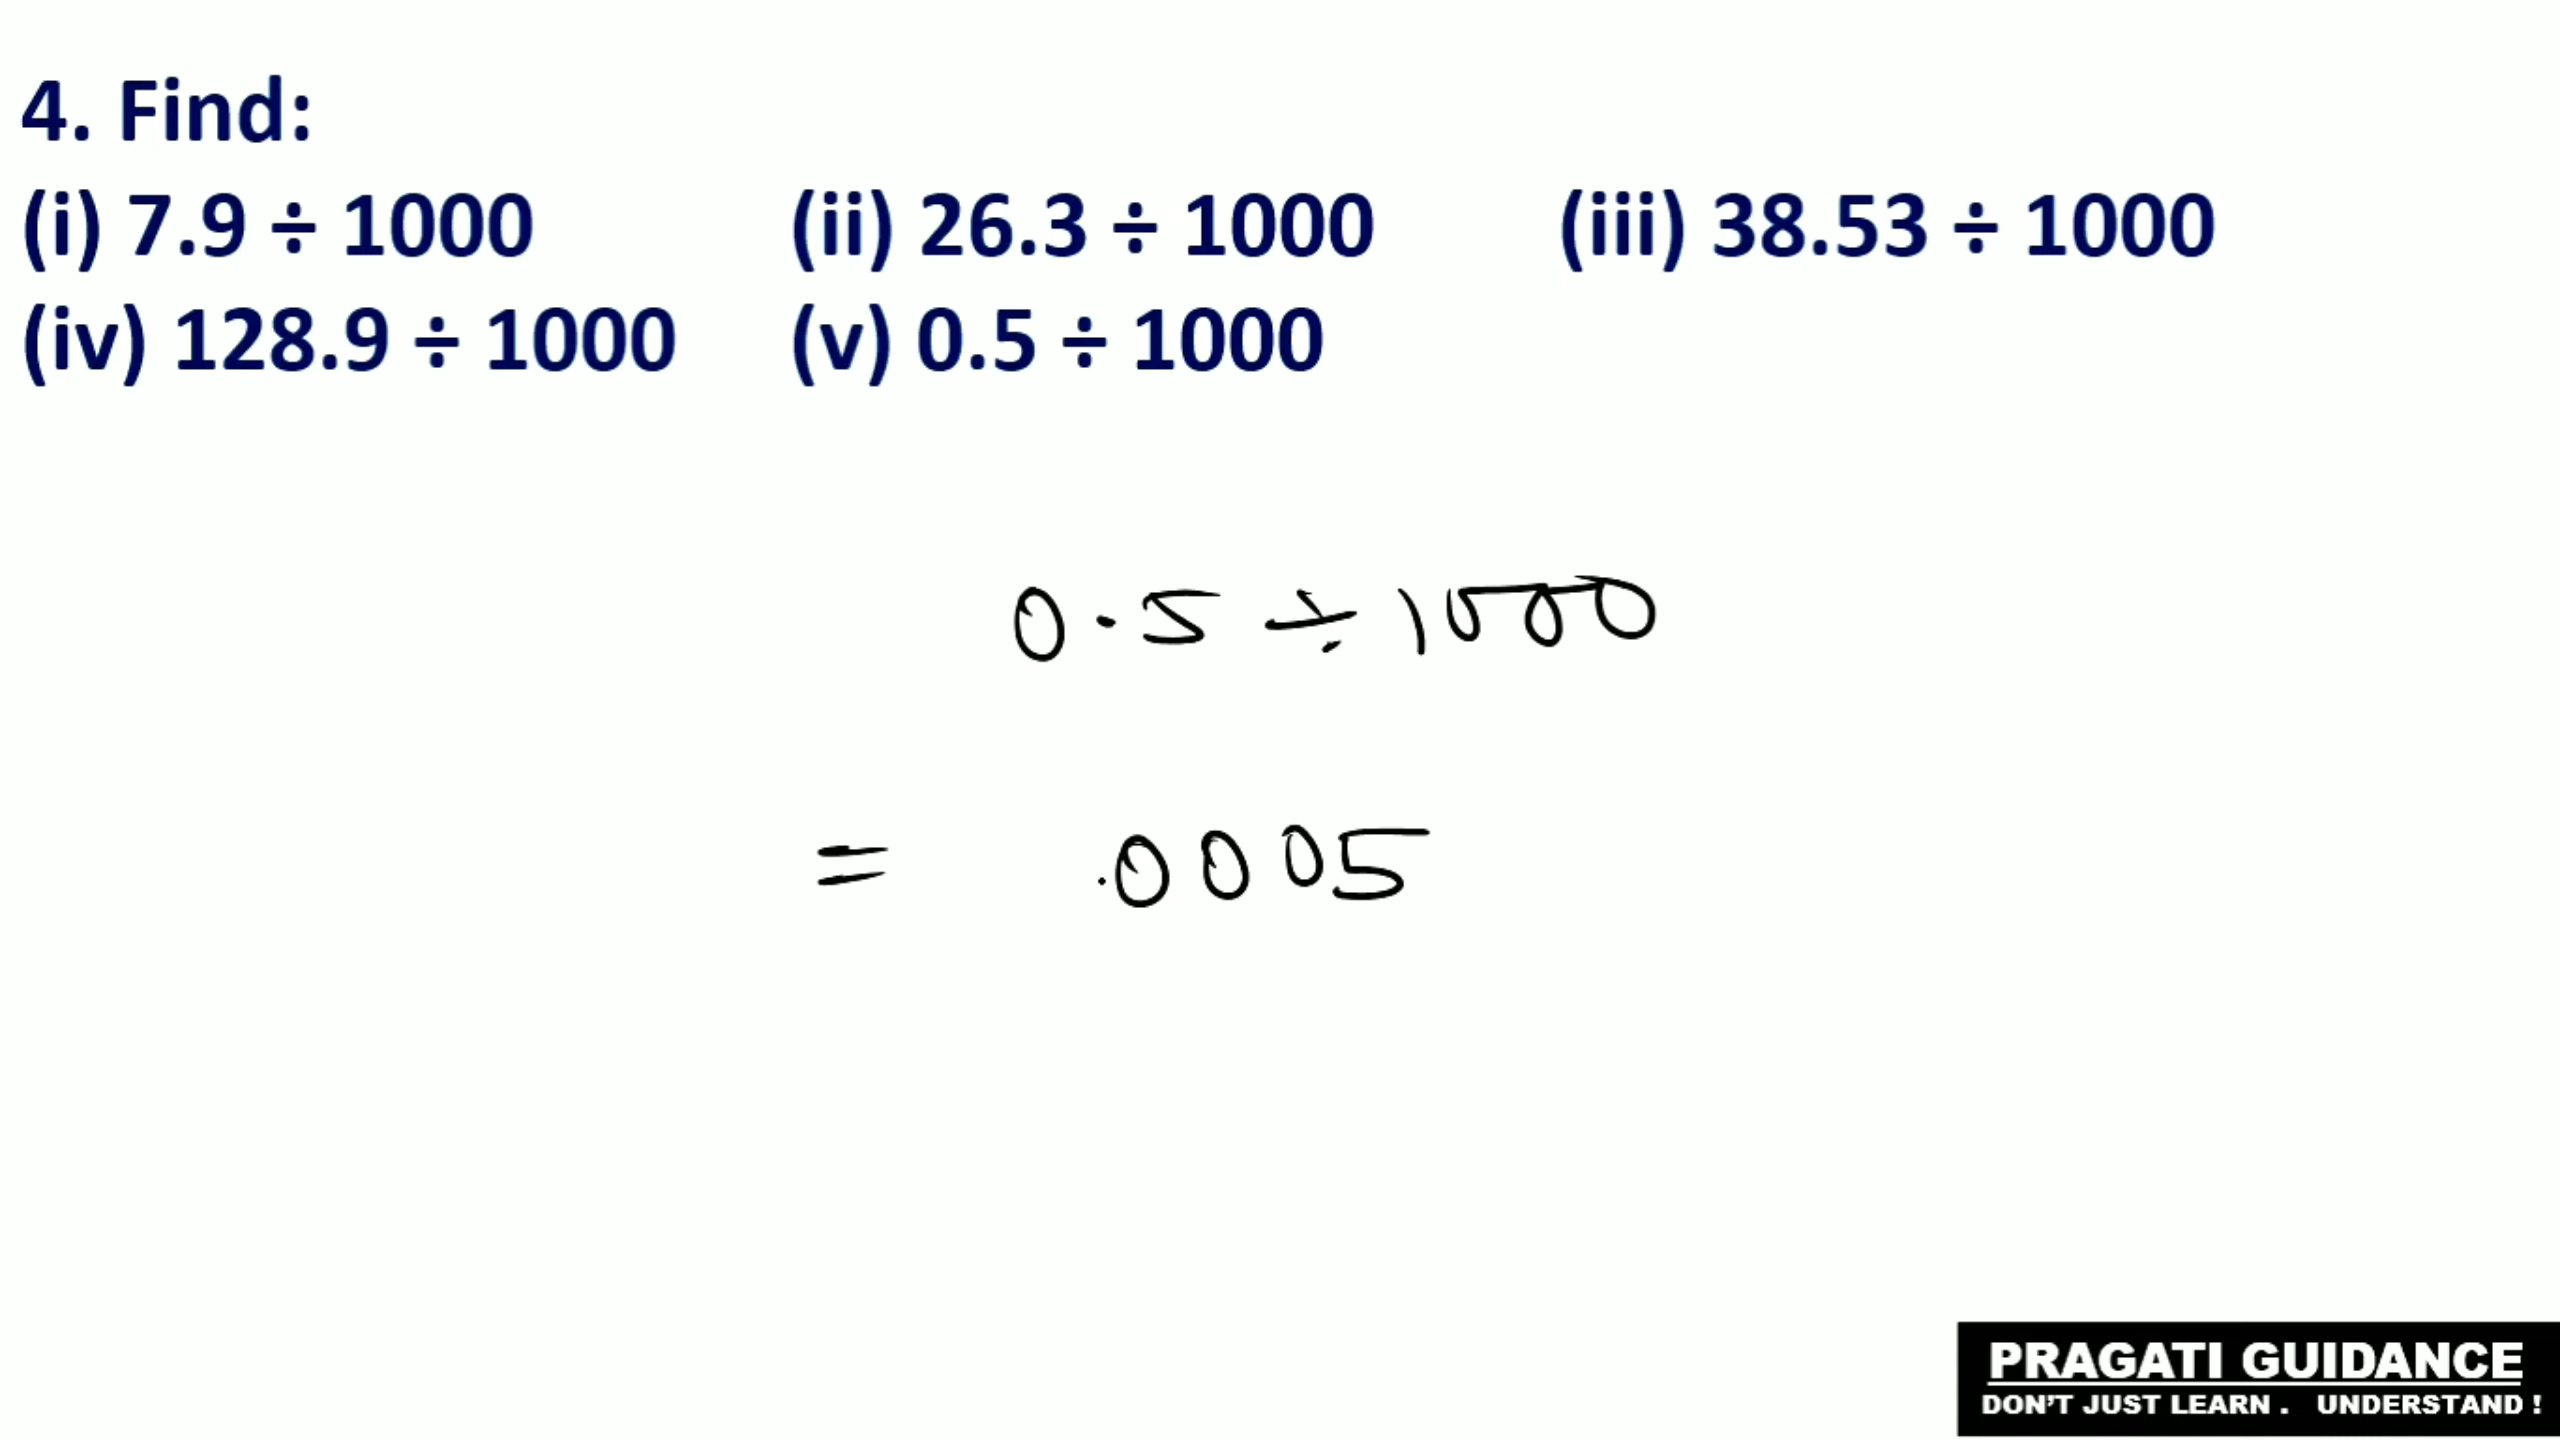 4. Find:
(i) 7.9 ÷ 1000 (ii) 26.3 ÷ 1000 (iii) 38.53 ÷ 1000
(iv) 128.9 ÷ 1000 (v) 0.5 ÷ 1000
0.5 ÷ 1000
= .0005
PRAGATI GUIDANCE
DON'T JUST LEARN . UNDERSTAND !